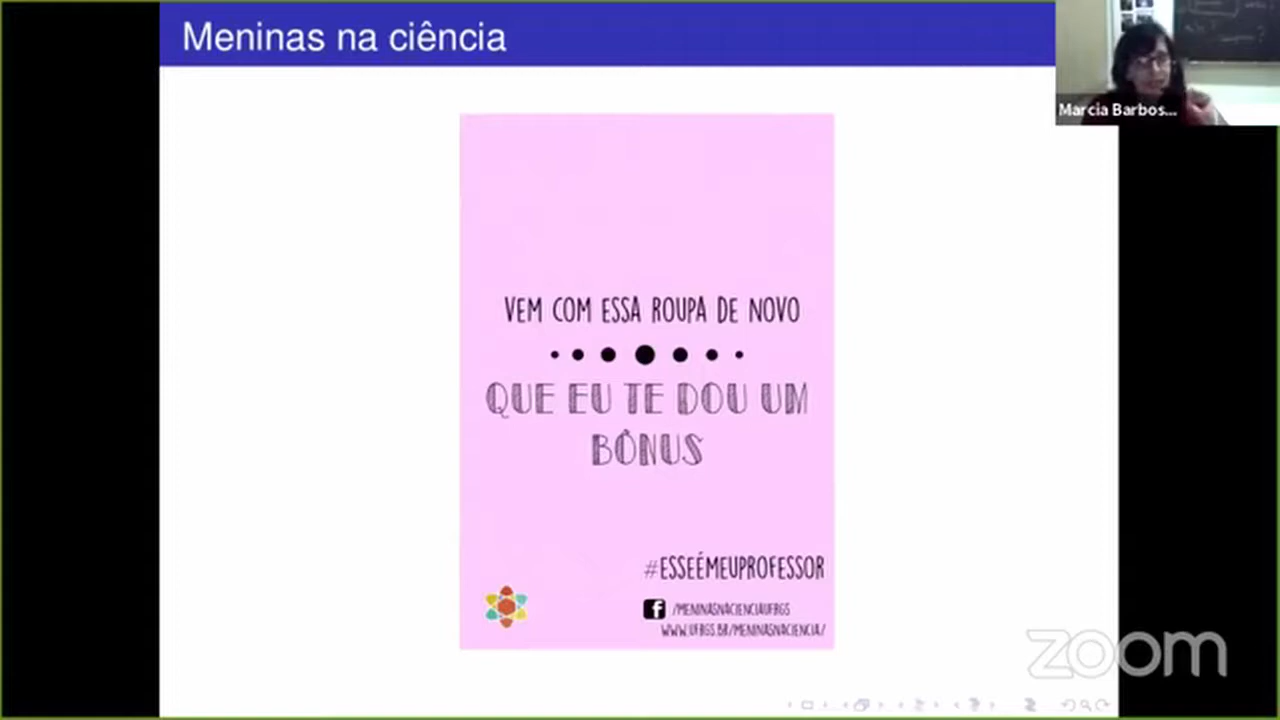 Meninas na ciência
Marcia Barbos...
VEM COM ESSA ROUPA DE NOVO
QUE EU TE DOU UM
BÔNUS
#ESSEÉMEUPROFESSOR
f /MENINASNACIENCIAUFRGS
WWW.UFRGS.BR/MENINASNACIENCIA/
zoom